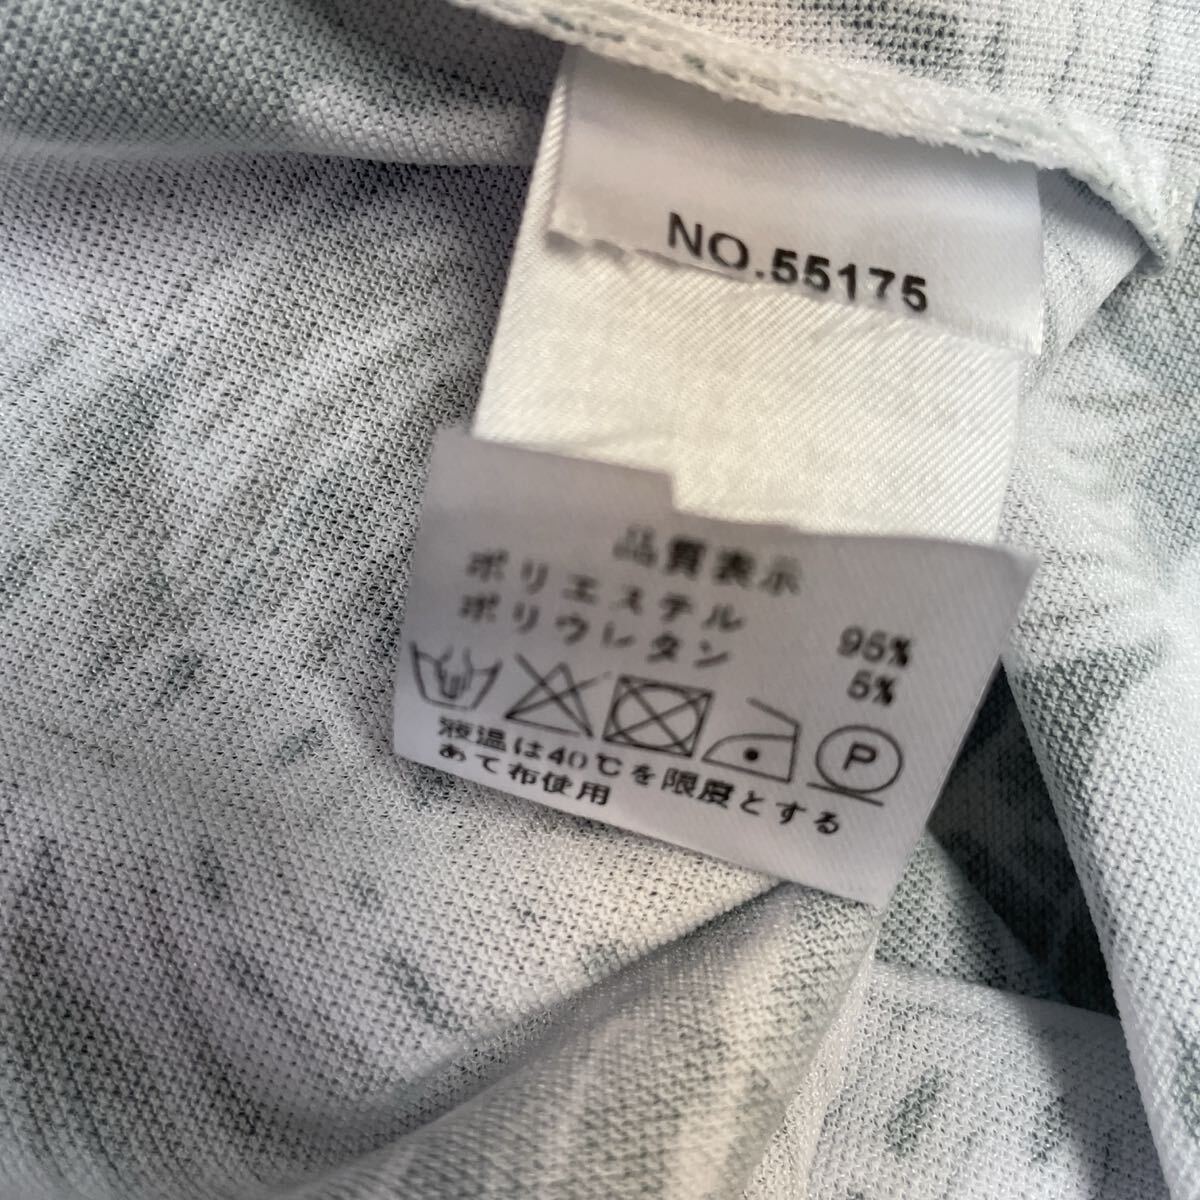 NO.55175
品質表示
ポリエステル 95%
ポリウレタン 5%
P
液温は40℃を限度とする
あて布使用